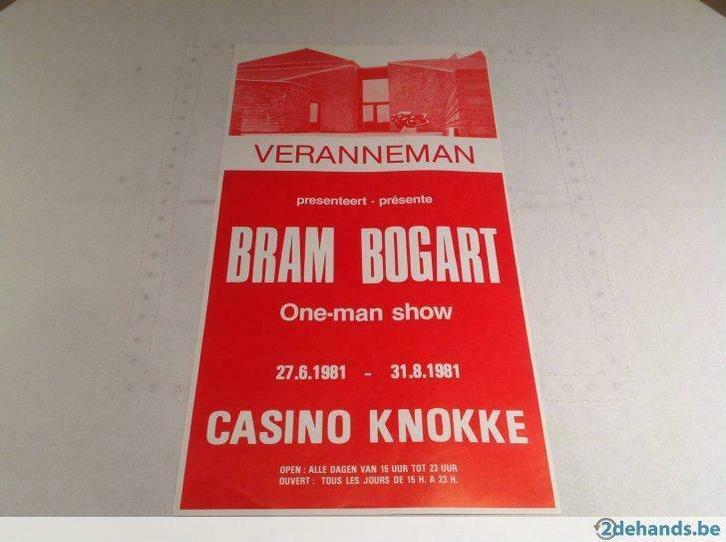 VERANNEMAN
presenteert - présente
BRAM BOGART
One-man show
27.6.1981 - 31.8.1981
CASINO KNOKKE
OPEN : ALLE DAGEN VAN 15 UUR TOT 23 UUR
OUVERT : TOUS LES JOURS DE 15 H. A 23 H.
2dehands.be